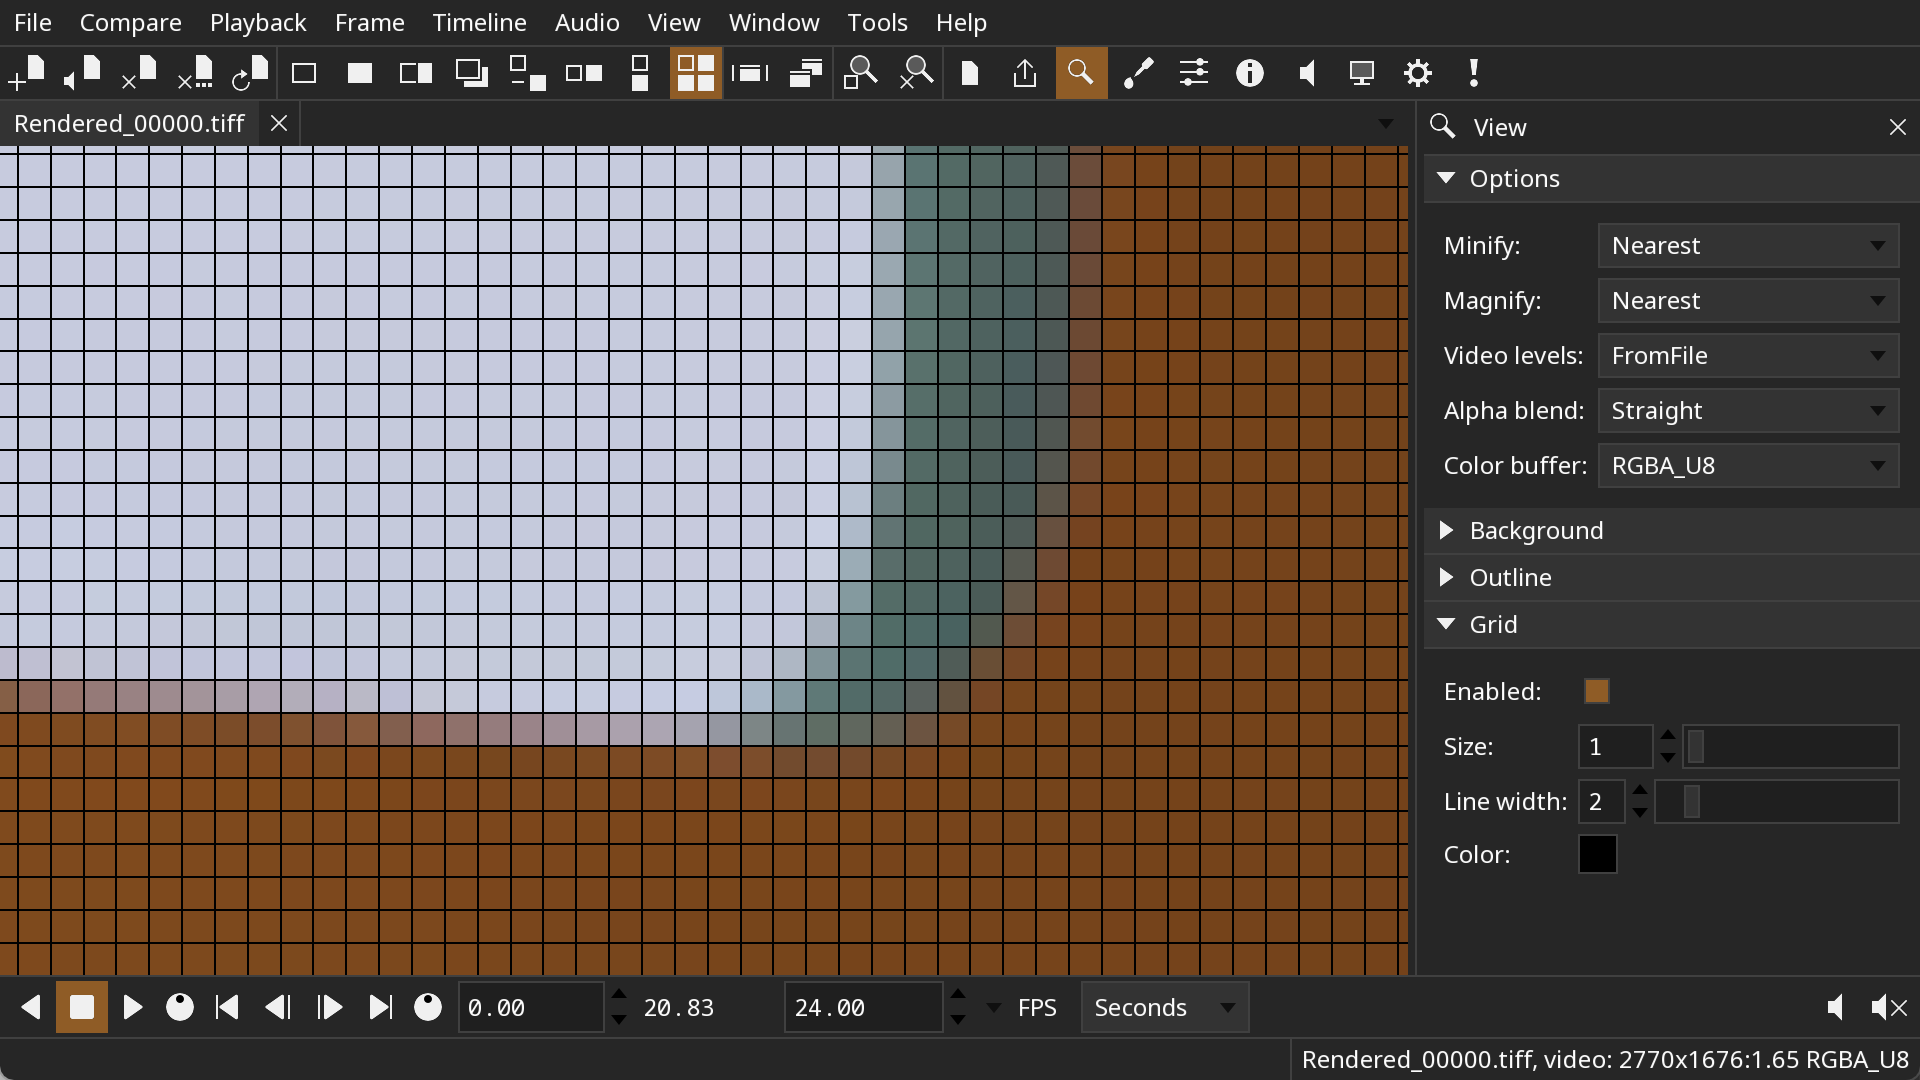 File Compare Playback Frame Timeline Audio View Window Tools Help
Rendered_00000.tiff
View
Options
Minify: Nearest
Magnify: Nearest
Video levels: FromFile
Alpha blend: Straight
Color buffer: RGBA_U8
Background
Outline
Grid
Enabled:
Size: 1
Line width: 2
Color:
0.00 20.83 24.00 FPS Seconds
Rendered_00000.tiff, video: 2770x1676:1.65 RGBA_U8